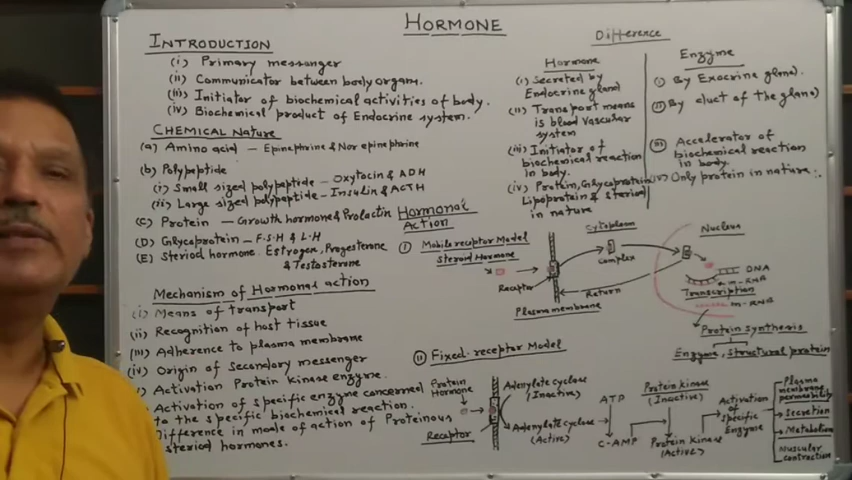 HORMONE
INTRODUCTION
(i) Primary messenger
(ii) Communicator between body organs.
(iii) Initiator of biochemical activities of body.
(iv) Biochemical product of Endocrine system.
CHEMICAL NATURE
(a) Amino acid – Epinephrine & Nor epinephrine
(b) Polypeptide
(i) Small sized polypeptide – Oxytocin & ADH
(ii) Large sized polypeptide – Insulin & ACTH
(C) Protein – Growth hormone & Prolactin
(D) Glycoprotein – F.S.H & L.H
(E) Steriod hormone Estrogen, Progesterone
& Testosterone
Mechanism of Hormonal action
(i) Means of transport
(ii) Recognition of host tissue
(iii) Adherence to plasma membrane
(iv) Origin of Secondary messenger
) Activation Protein kinase enzyme.
Activation of specific enzyme concerned
to the specific biochemical reaction.
Difference in mode of action of Proteinous
steriod hormones.
Difference
Hormone
(i) Secreted by
Endocrine gland
(ii) Transport means
is blood vascular
system
(iii) Initiator of
biochemical reaction
in body.
(iv) Protein, Glycoprotein
Lipoprotein & Steriod
in nature
Enzyme
(i) By Exocrine gland.
(ii) By duct of the gland
(iii) Accelerator of
biochemical reaction
in body.
(iv) Only protein in nature
Hormonal
Action
(i) Mobile receptor Model
Steroid Hormone
Receptor
Plasma membrane
Cytoplasm
Complex
Return
Nucleus
DNA
m-RNA
Transcription
m-RNA
Protein synthesis
Enzyme, Structural protein
(ii) Fixed-receptor Model
Protein
Hormone
Receptor
Adenylate cyclase
(Inactive)
Adenylate cyclase
(Active)
ATP
C-AMP
Protein kinase
(Inactive)
Protein kinase
(Active)
Activation
of
specific
Enzyme
Plasma
membrane
permeability
Secretion
Metabolism
Muscular
contraction